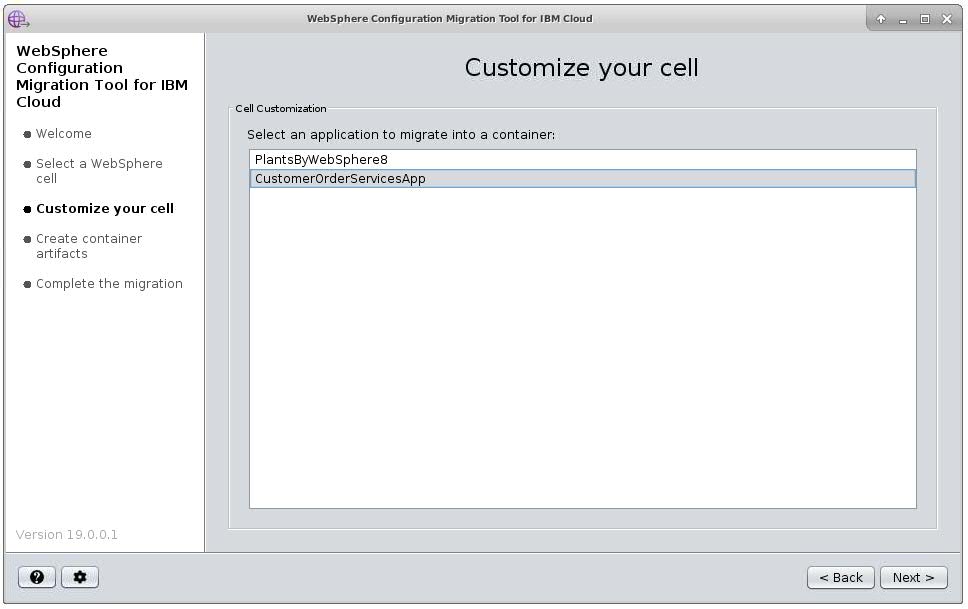 WebSphere Configuration Migration Tool for IBM Cloud
WebSphere
Configuration
Migration Tool for IBM
Cloud
Welcome
Select a WebSphere
cell
Customize your cell
Create container
artifacts
Complete the migration
Version 19.0.0.1
Customize your cell
Cell Customization
Select an application to migrate into a container:
PlantsByWebSphere8
CustomerOrderServicesApp
?
< Back
Next >